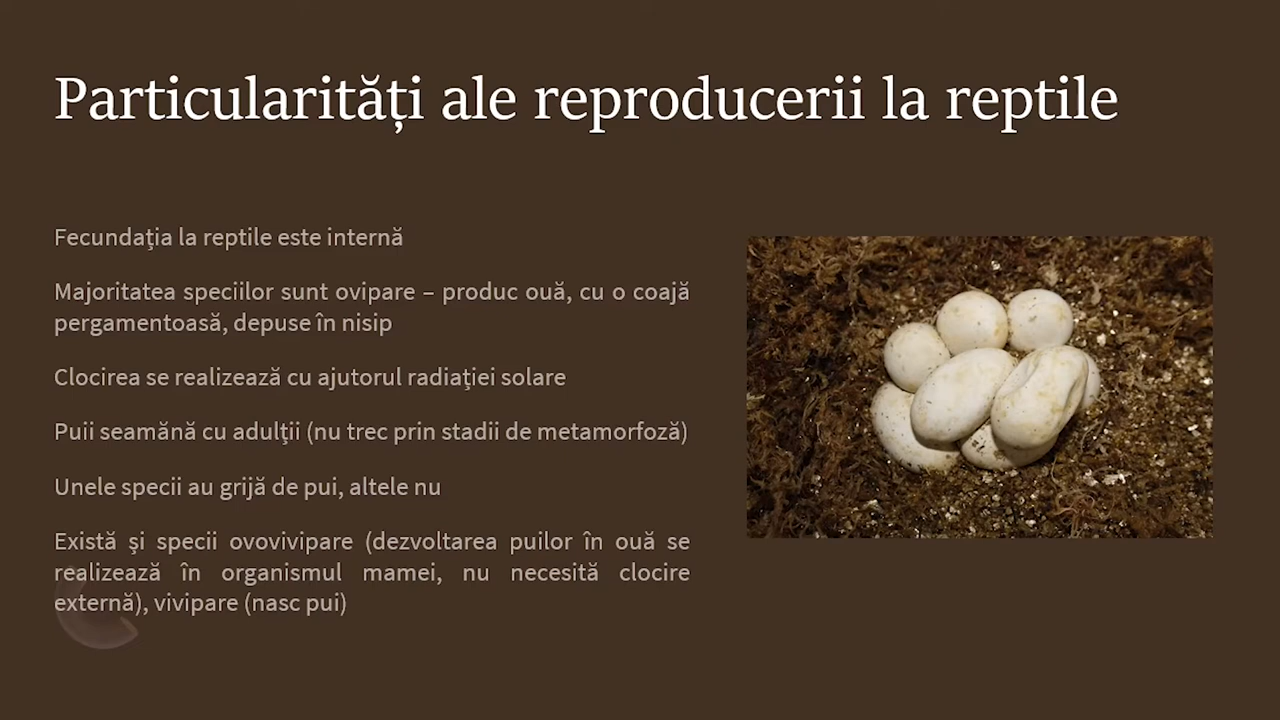 Particularități ale reproducerii la reptile
Fecundaţia la reptile este internă
Majoritatea speciilor sunt ovipare – produc ouă, cu o coajă
pergamentoasă, depuse în nisip
Clocirea se realizează cu ajutorul radiaţiei solare
Puii seamănă cu adulţii (nu trec prin stadii de metamorfoză)
Unele specii au grijă de pui, altele nu
Există şi specii ovovivipare (dezvoltarea puilor în ouă se
realizează în organismul mamei, nu necesită clocire
externă), vivipare (nasc pui)